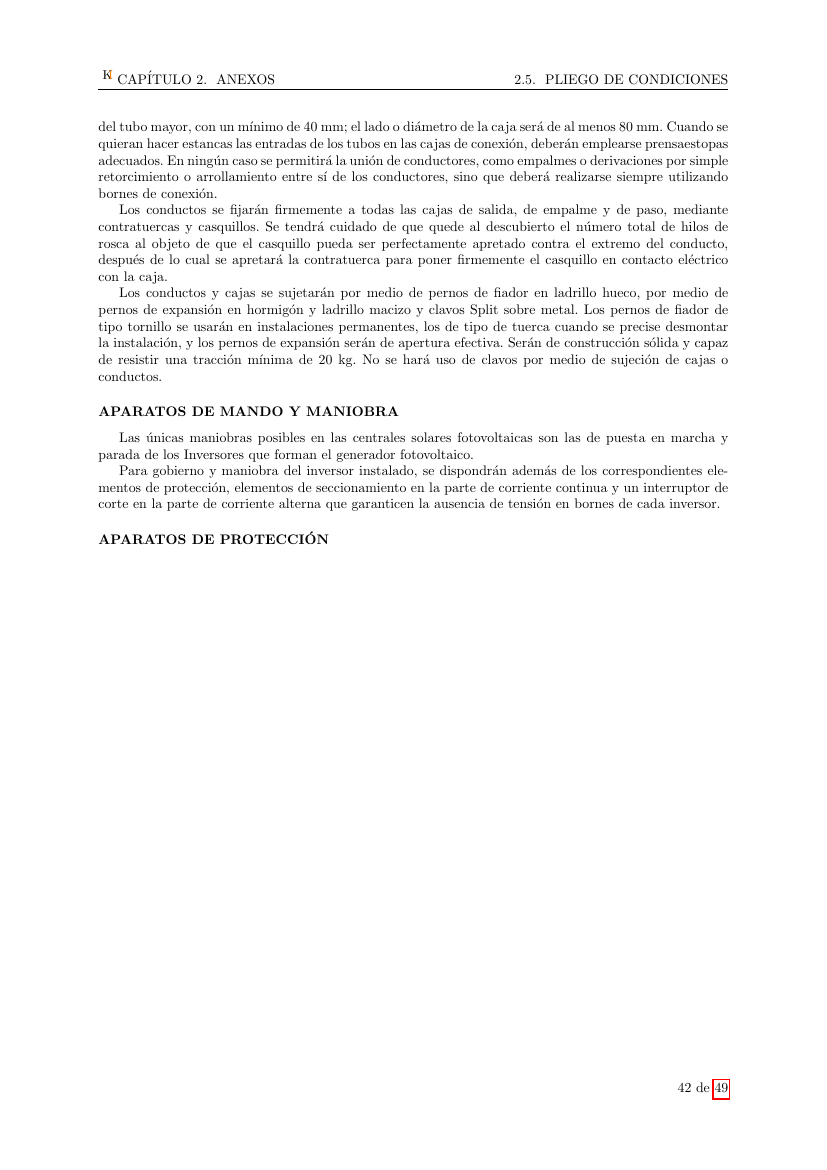 K CAPÍTULO 2. ANEXOS 2.5. PLIEGO DE CONDICIONES
del tubo mayor, con un mínimo de 40 mm; el lado o diámetro de la caja será de al menos 80 mm. Cuando se
quieran hacer estancas las entradas de los tubos en las cajas de conexión, deberán emplearse prensaestopas
adecuados. En ningún caso se permitirá la unión de conductores, como empalmes o derivaciones por simple
retorcimiento o arrollamiento entre sí de los conductores, sino que deberá realizarse siempre utilizando
bornes de conexión.
Los conductos se fijarán firmemente a todas las cajas de salida, de empalme y de paso, mediante
contratuercas y casquillos. Se tendrá cuidado de que quede al descubierto el número total de hilos de
rosca al objeto de que el casquillo pueda ser perfectamente apretado contra el extremo del conducto,
después de lo cual se apretará la contratuerca para poner firmemente el casquillo en contacto eléctrico
con la caja.
Los conductos y cajas se sujetarán por medio de pernos de fiador en ladrillo hueco, por medio de
pernos de expansión en hormigón y ladrillo macizo y clavos Split sobre metal. Los pernos de fiador de
tipo tornillo se usarán en instalaciones permanentes, los de tipo de tuerca cuando se precise desmontar
la instalación, y los pernos de expansión serán de apertura efectiva. Serán de construcción sólida y capaz
de resistir una tracción mínima de 20 kg. No se hará uso de clavos por medio de sujeción de cajas o
conductos.
APARATOS DE MANDO Y MANIOBRA
Las únicas maniobras posibles en las centrales solares fotovoltaicas son las de puesta en marcha y
parada de los Inversores que forman el generador fotovoltaico.
Para gobierno y maniobra del inversor instalado, se dispondrán además de los correspondientes ele-
mentos de protección, elementos de seccionamiento en la parte de corriente continua y un interruptor de
corte en la parte de corriente alterna que garanticen la ausencia de tensión en bornes de cada inversor.
APARATOS DE PROTECCIÓN
42 de 49